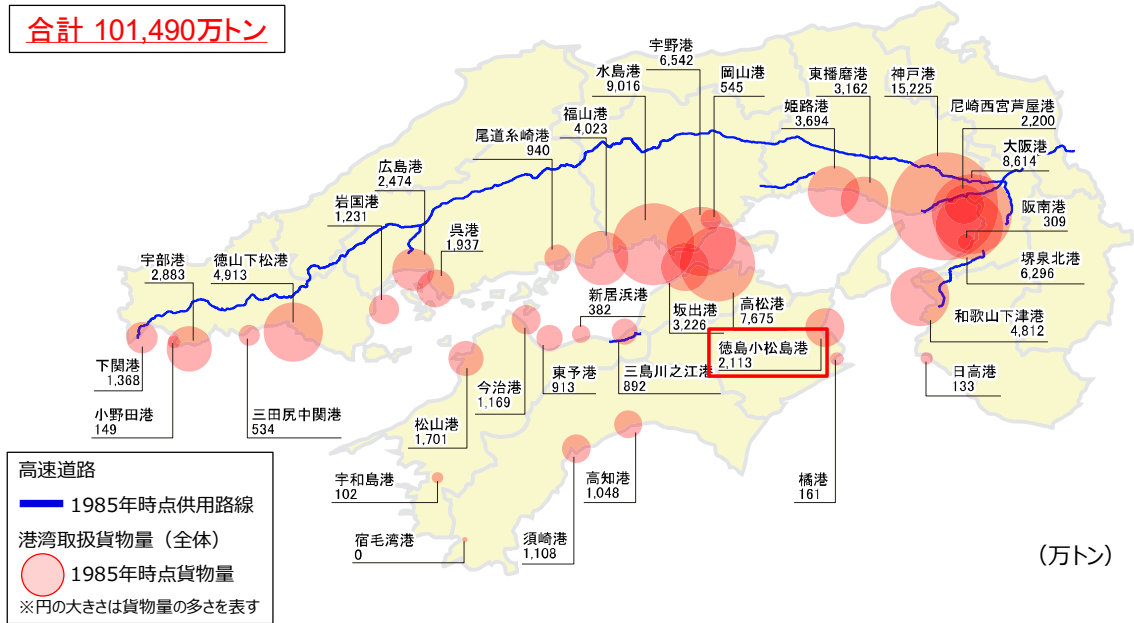 合計 101,490万トン
宇野港
6,542
水島港
9,016
岡山港
545
東播磨港
3,162
神戸港
15,225
姫路港
3,694
尼崎西宮芦屋港
2,200
福山港
4,023
尾道糸崎港
940
大阪港
8,614
広島港
2,474
岩国港
1,231
阪南港
309
呉港
1,937
堺泉北港
6,296
宇部港
2,883
徳山下松港
4,913
新居浜港
382
坂出港
3,226
高松港
7,675
和歌山下津港
4,812
徳島小松島港
2,113
下関港
1,368
今治港
1,169
東予港
913
三島川之江港
892
日高港
133
小野田港
149
三田尻中関港
534
松山港
1,701
宇和島港
102
高知港
1,048
橘港
161
宿毛湾港
0
須崎港
1,108
高速道路
1985年時点供用路線
港湾取扱貨物量（全体）
1985年時点貨物量
※円の大きさは貨物量の多さを表す
(万トン)